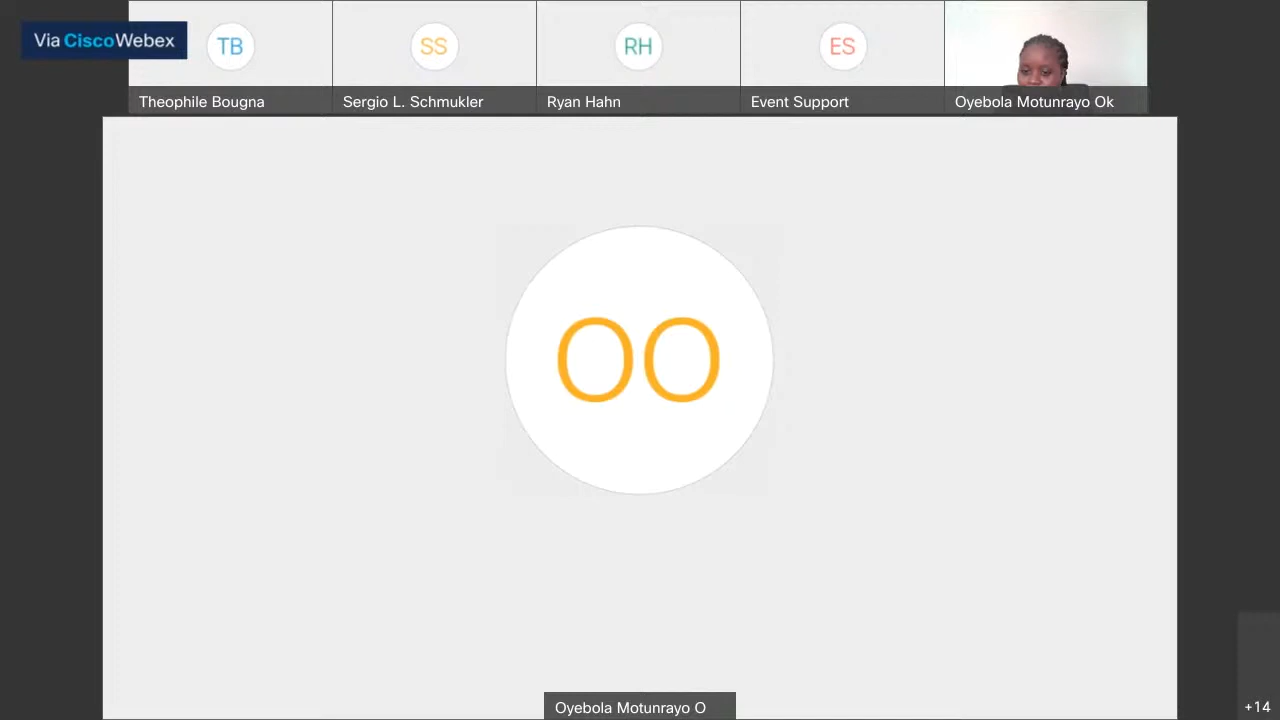 Via CiscoWebex
TB
SS
RH
ES
Theophile Bougna
Sergio L. Schmukler
Ryan Hahn
Event Support
Oyebola Motunrayo Ok
OO
Oyebola Motunrayo O
+14